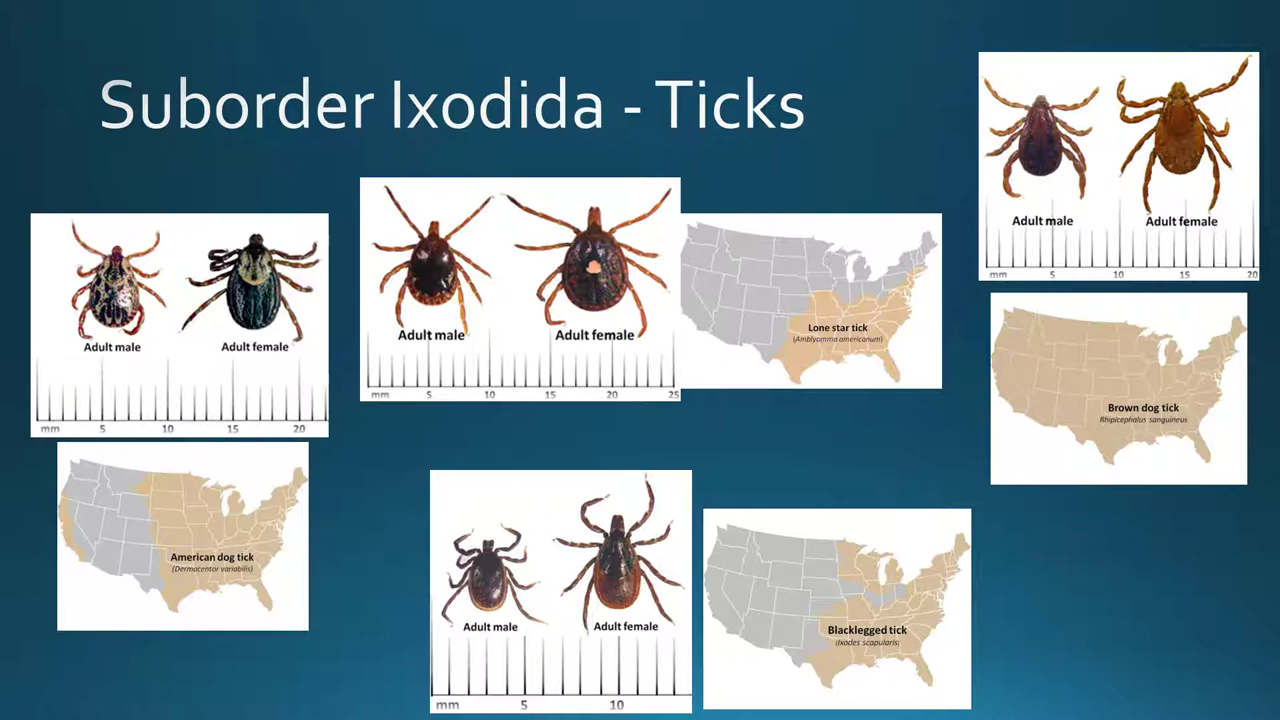 Suborder Ixodida - Ticks
Adult male Adult female
mm 5 10 15 20
American dog tick
(Dermacentor variabilis)
Adult male Adult female
mm 5 10 15 20 25
Lone star tick
(Amblyomma americanum)
Adult male Adult female
mm 5 10 15 20
Brown dog tick
Rhipicephalus sanguineus
Adult male Adult female
mm 5 10
Blacklegged tick
(Ixodes scapularis)